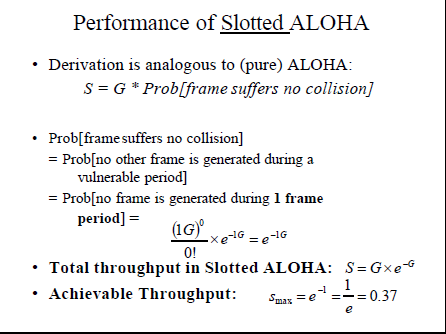 Performance of Slotted ALOHA
• Derivation is analogous to (pure) ALOHA:
S = G * Prob[frame suffers no collision]
• Prob[frame suffers no collision]
= Prob[no other frame is generated during a
vulnerable period]
= Prob[no frame is generated during 1 frame
period] = (1G)^0 / 0! × e^-1G = e^-1G
• Total throughput in Slotted ALOHA: S = G×e^-G
• Achievable Throughput: s_max = e^-1 = 1/e = 0.37